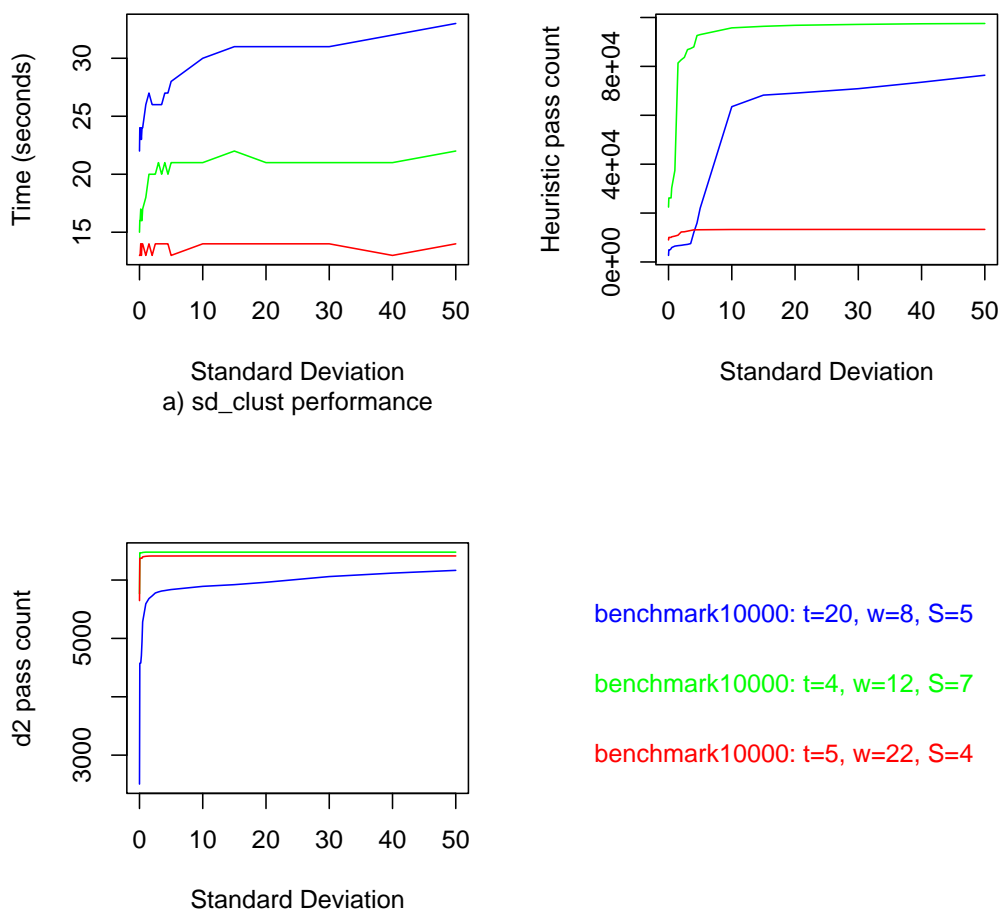 Time (seconds)
15 20 25 30
0 10 20 30 40 50
Standard Deviation
a) sd_clust performance
Heuristic pass count
0e+00 4e+04 8e+04
0 10 20 30 40 50
Standard Deviation
d2 pass count
3000 5000
0 10 20 30 40 50
Standard Deviation
benchmark10000: t=20, w=8, S=5
benchmark10000: t=4, w=12, S=7
benchmark10000: t=5, w=22, S=4